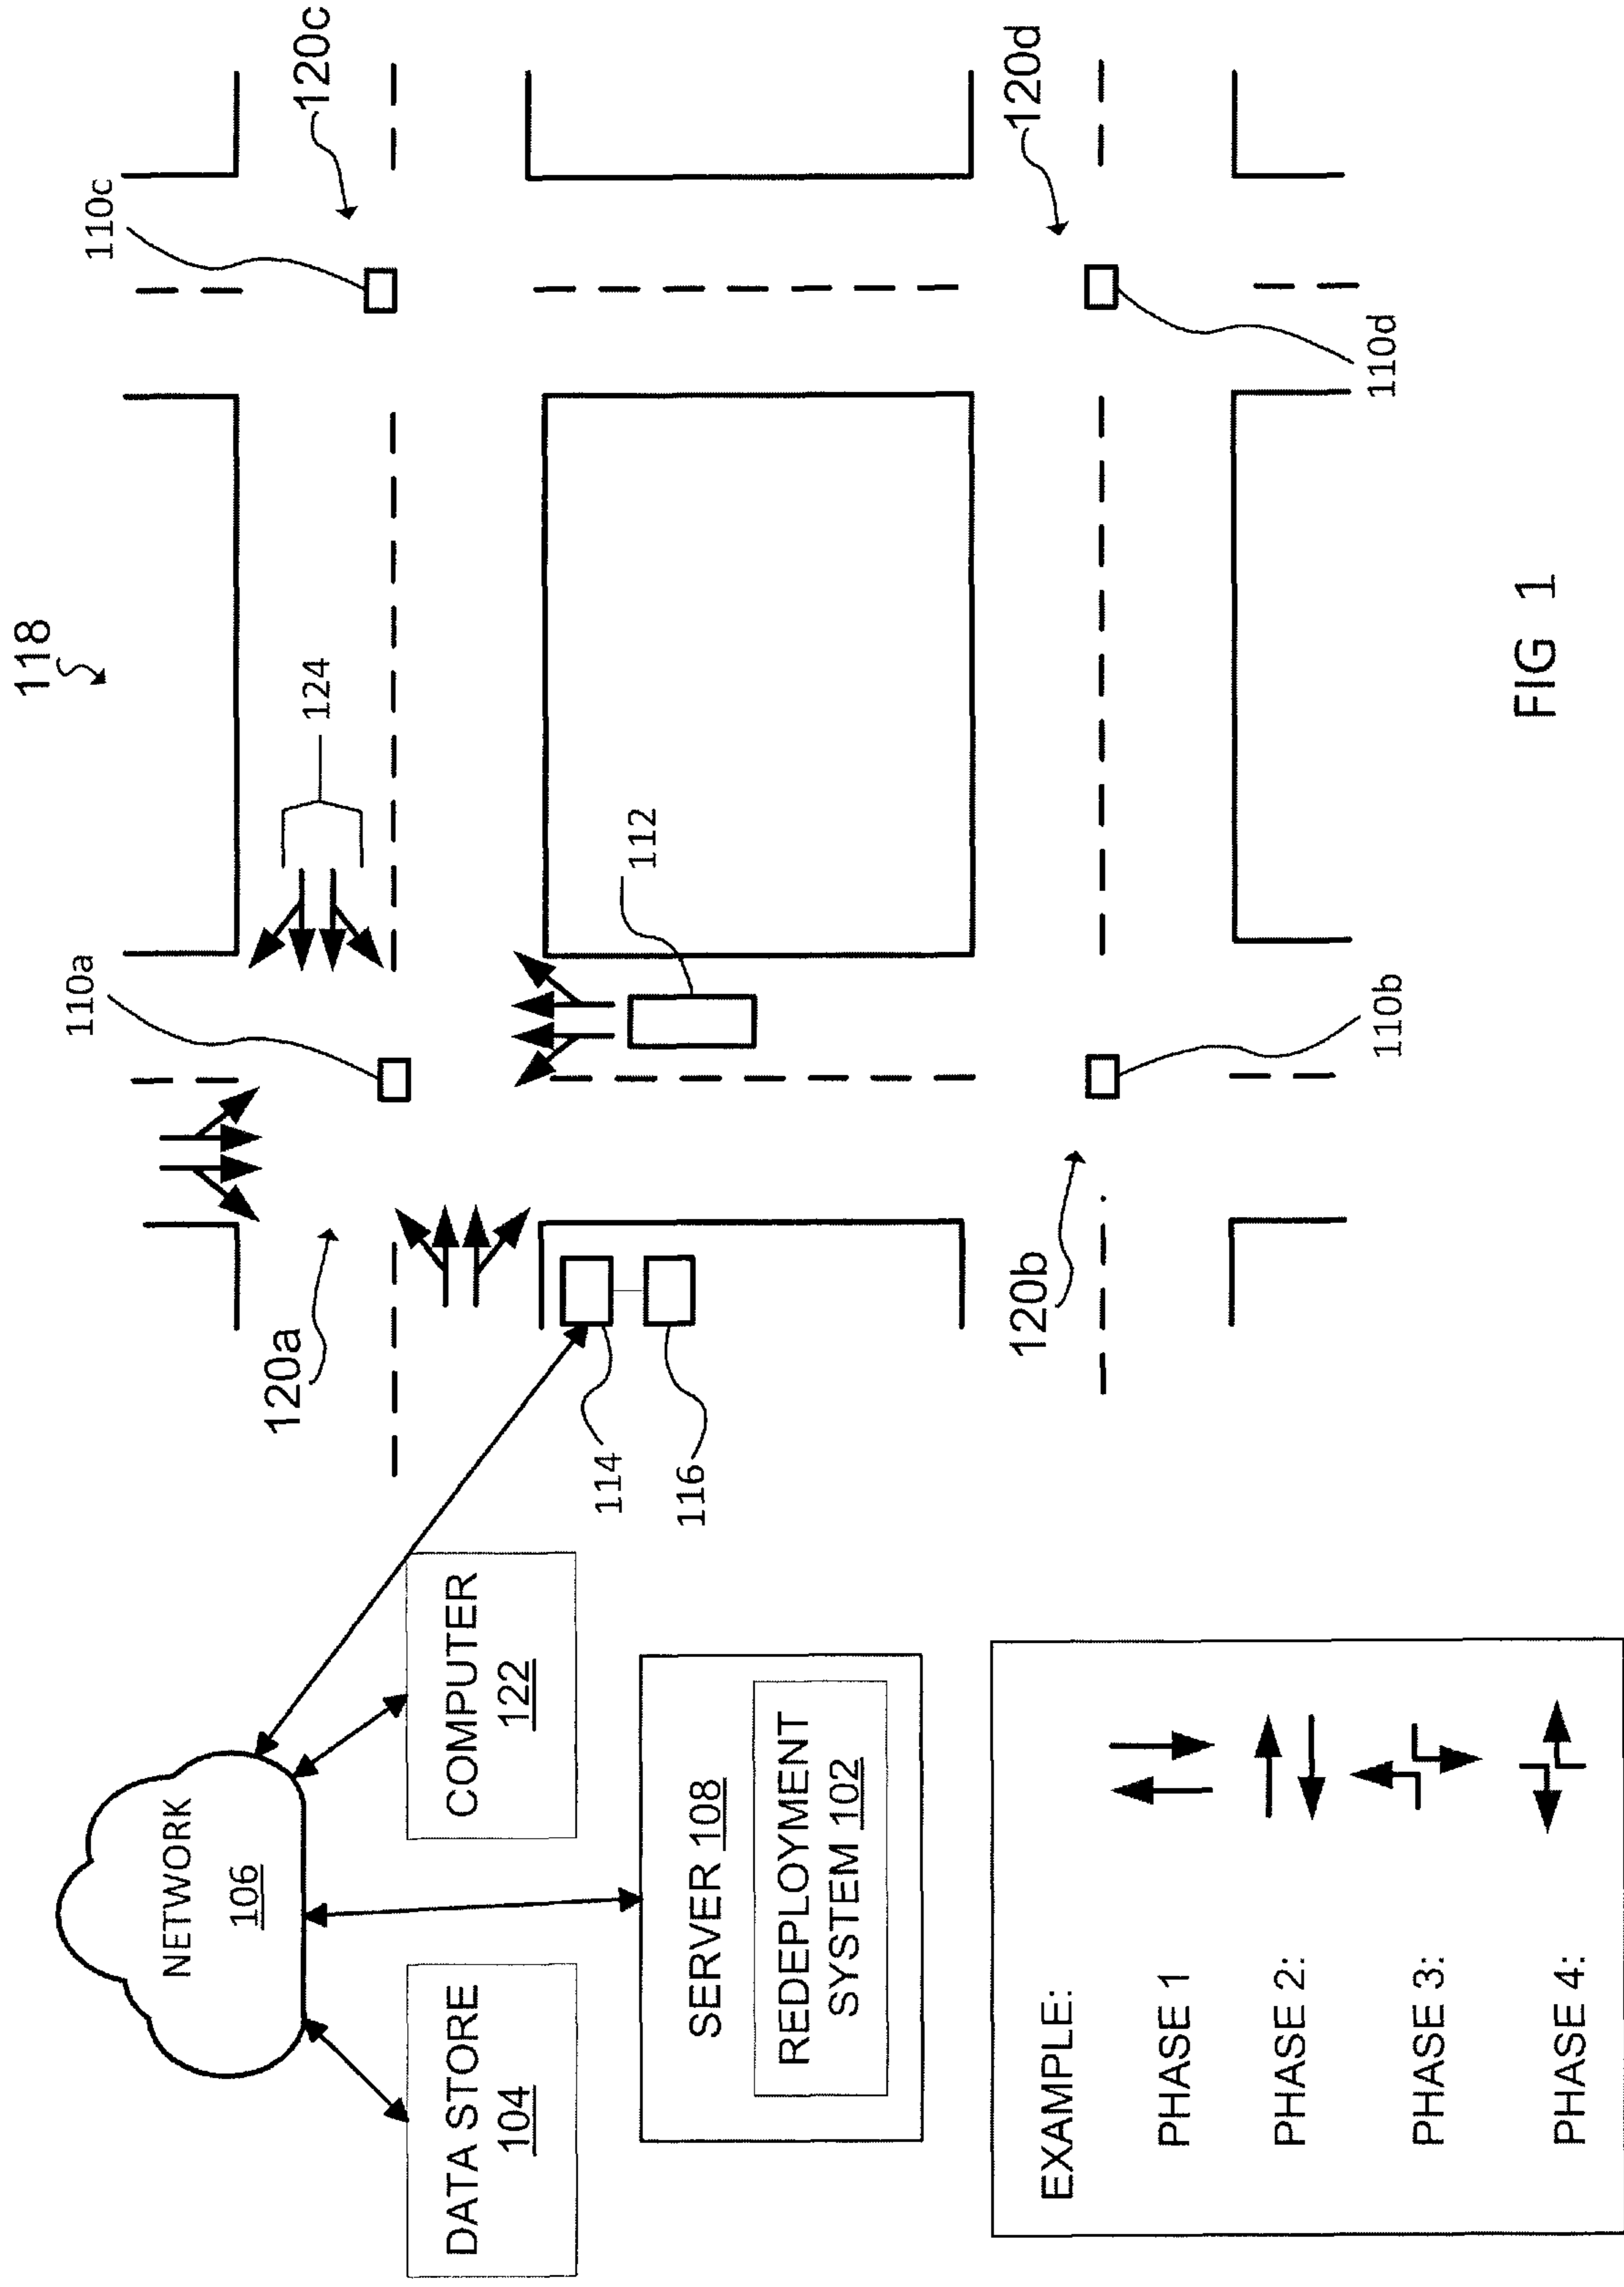 118
120c
110c
124
110a
120a
NETWORK
106
COMPUTER
122
DATA STORE
104
SERVER 108
REDEPLOYMENT
SYSTEM 102
114
116
112
120b
110b
120d
110d
EXAMPLE:
PHASE 1
PHASE 2:
PHASE 3:
PHASE 4:
FIG 1